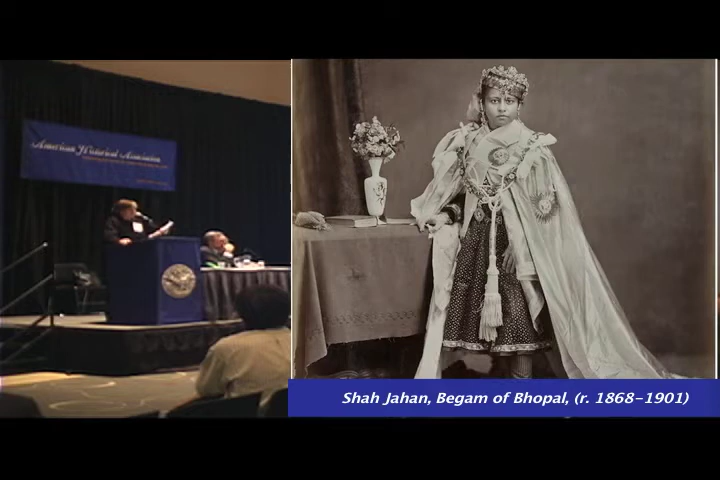 American Historical Association
Shah Jahan, Begam of Bhopal, (r. 1868-1901)